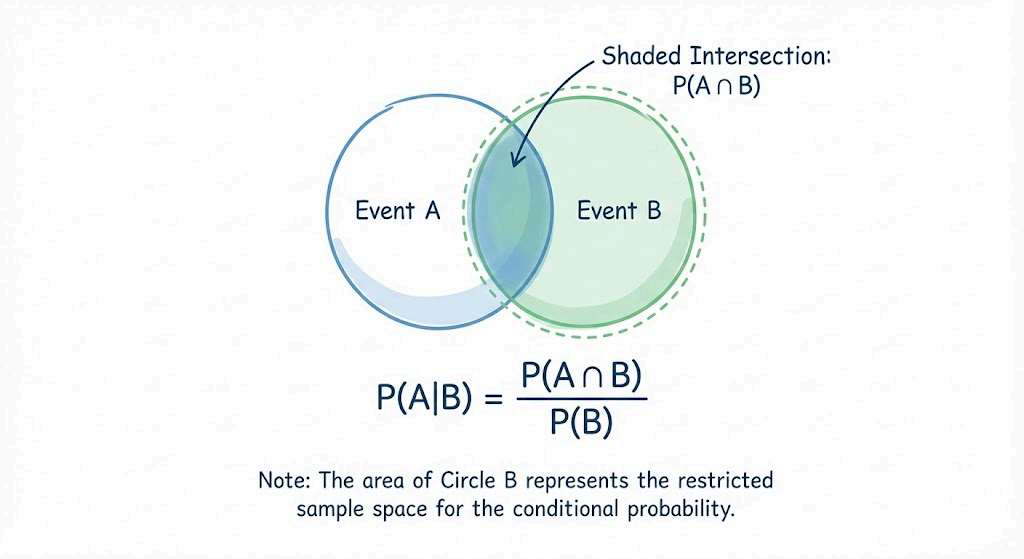 Shaded Intersection:
P(A ∩ B)
Event A
Event B
P(A|B) = P(A ∩ B)
P(B)
Note: The area of Circle B represents the restricted
sample space for the conditional probability.